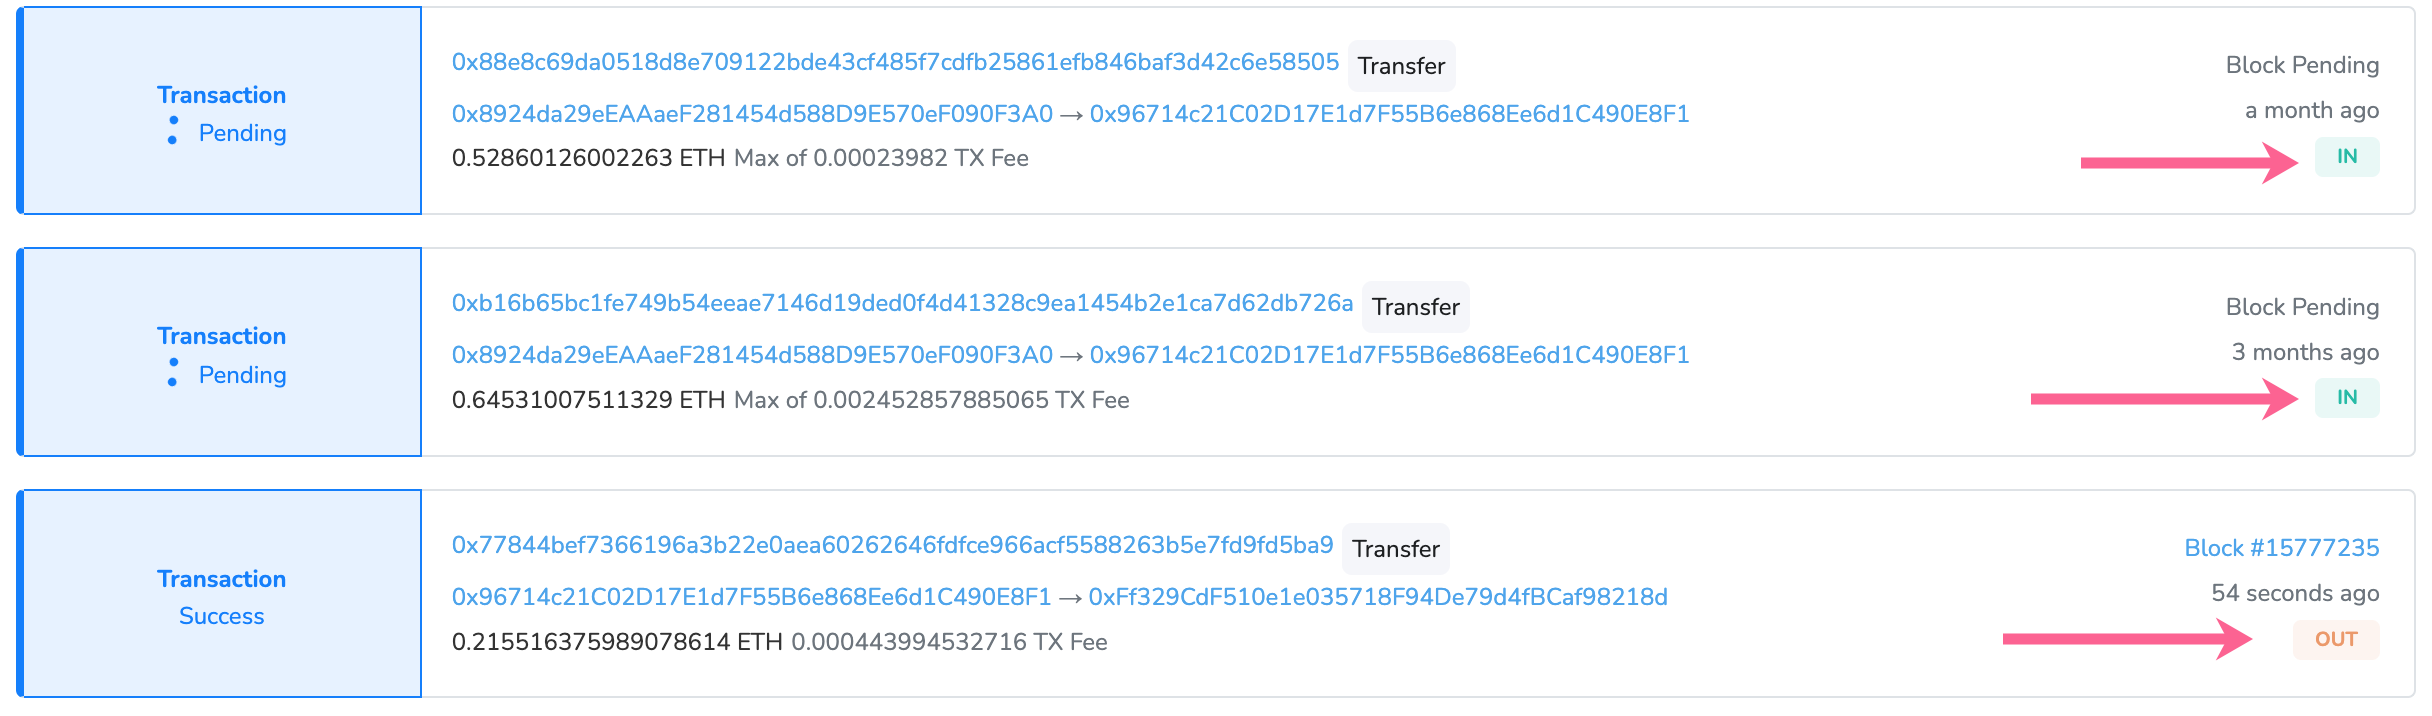 Transaction
Pending
0x88e8c69da0518d8e709122bde43cf485f7cdfb25861efb846baf3d42c6e58505 Transfer
0x8924da29eEAAaeF281454d588D9E570eF090F3A0 → 0x96714c21C02D17E1d7F55B6e868Ee6d1C490E8F1
0.52860126002263 ETH Max of 0.00023982 TX Fee
Block Pending
a month ago
IN
Transaction
Pending
0xb16b65bc1fe749b54eeae7146d19ded0f4d41328c9ea1454b2e1ca7d62db726a Transfer
0x8924da29eEAAaeF281454d588D9E570eF090F3A0 → 0x96714c21C02D17E1d7F55B6e868Ee6d1C490E8F1
0.64531007511329 ETH Max of 0.002452857885065 TX Fee
Block Pending
3 months ago
IN
Transaction
Success
0x77844bef7366196a3b22e0aea60262646fdfce966acf5588263b5e7fd9fd5ba9 Transfer
0x96714c21C02D17E1d7F55B6e868Ee6d1C490E8F1 → 0xFf329CdF510e1e035718F94De79d4fBCaf98218d
0.215516375989078614 ETH 0.000443994532716 TX Fee
Block #15777235
54 seconds ago
OUT